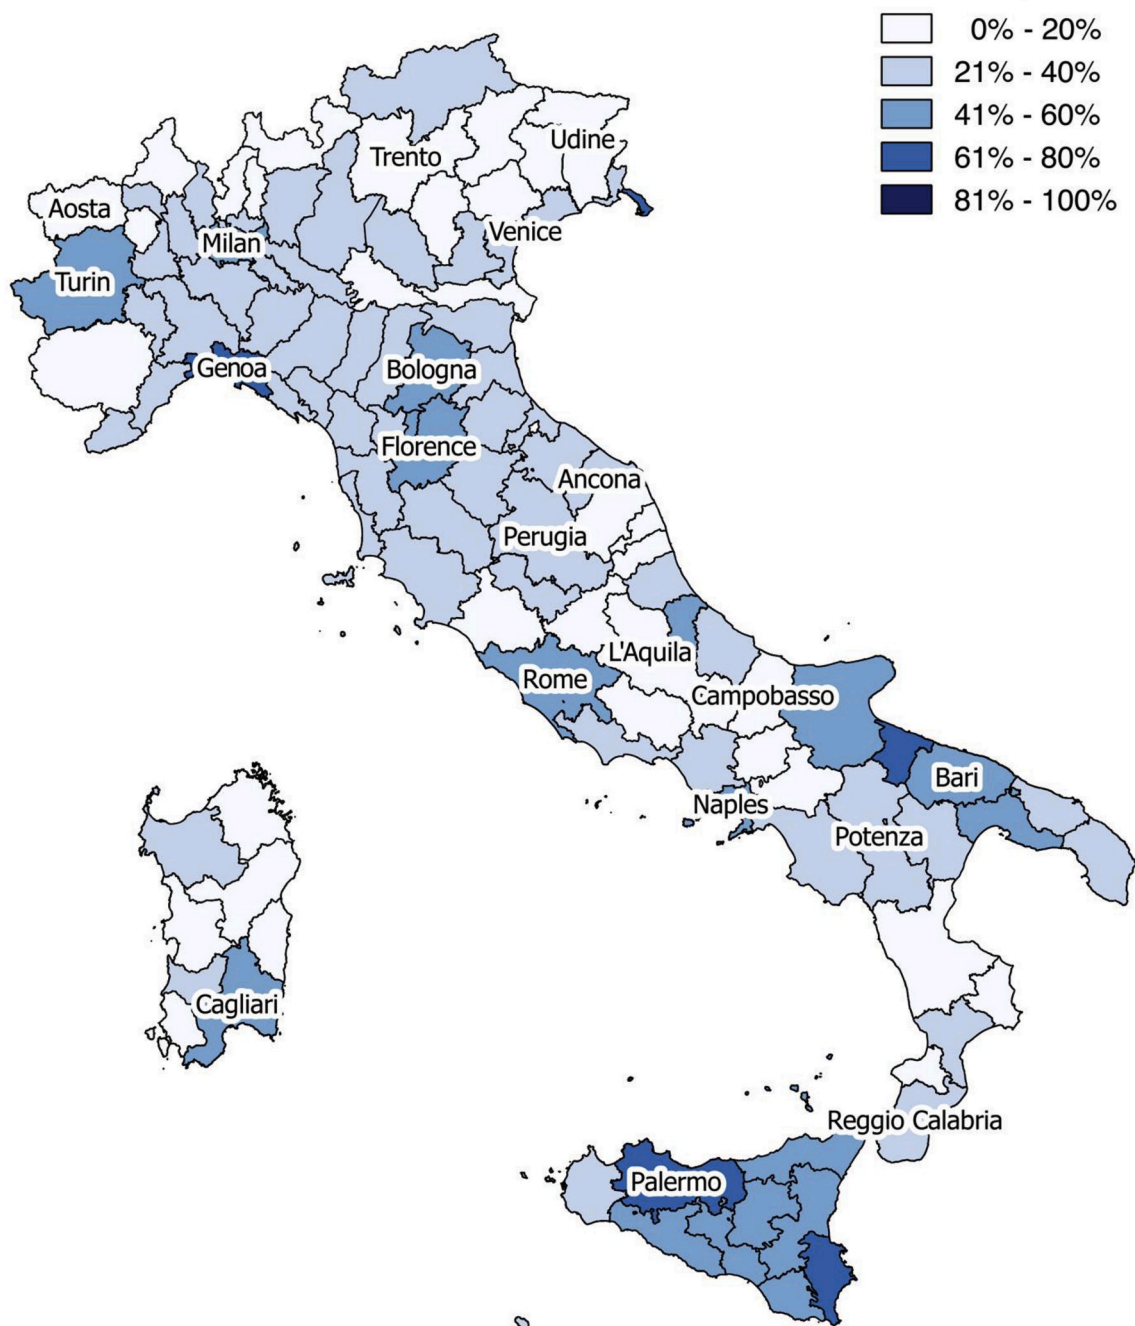 0% - 20%
21% - 40%
41% - 60%
61% - 80%
81% - 100%
Udine
Trento
Aosta
Venice
Milan
Turin
Genoa
Bologna
Florence
Ancona
Perugia
L'Aquila
Rome
Campobasso
Bari
Naples
Potenza
Cagliari
Reggio Calabria
Palermo